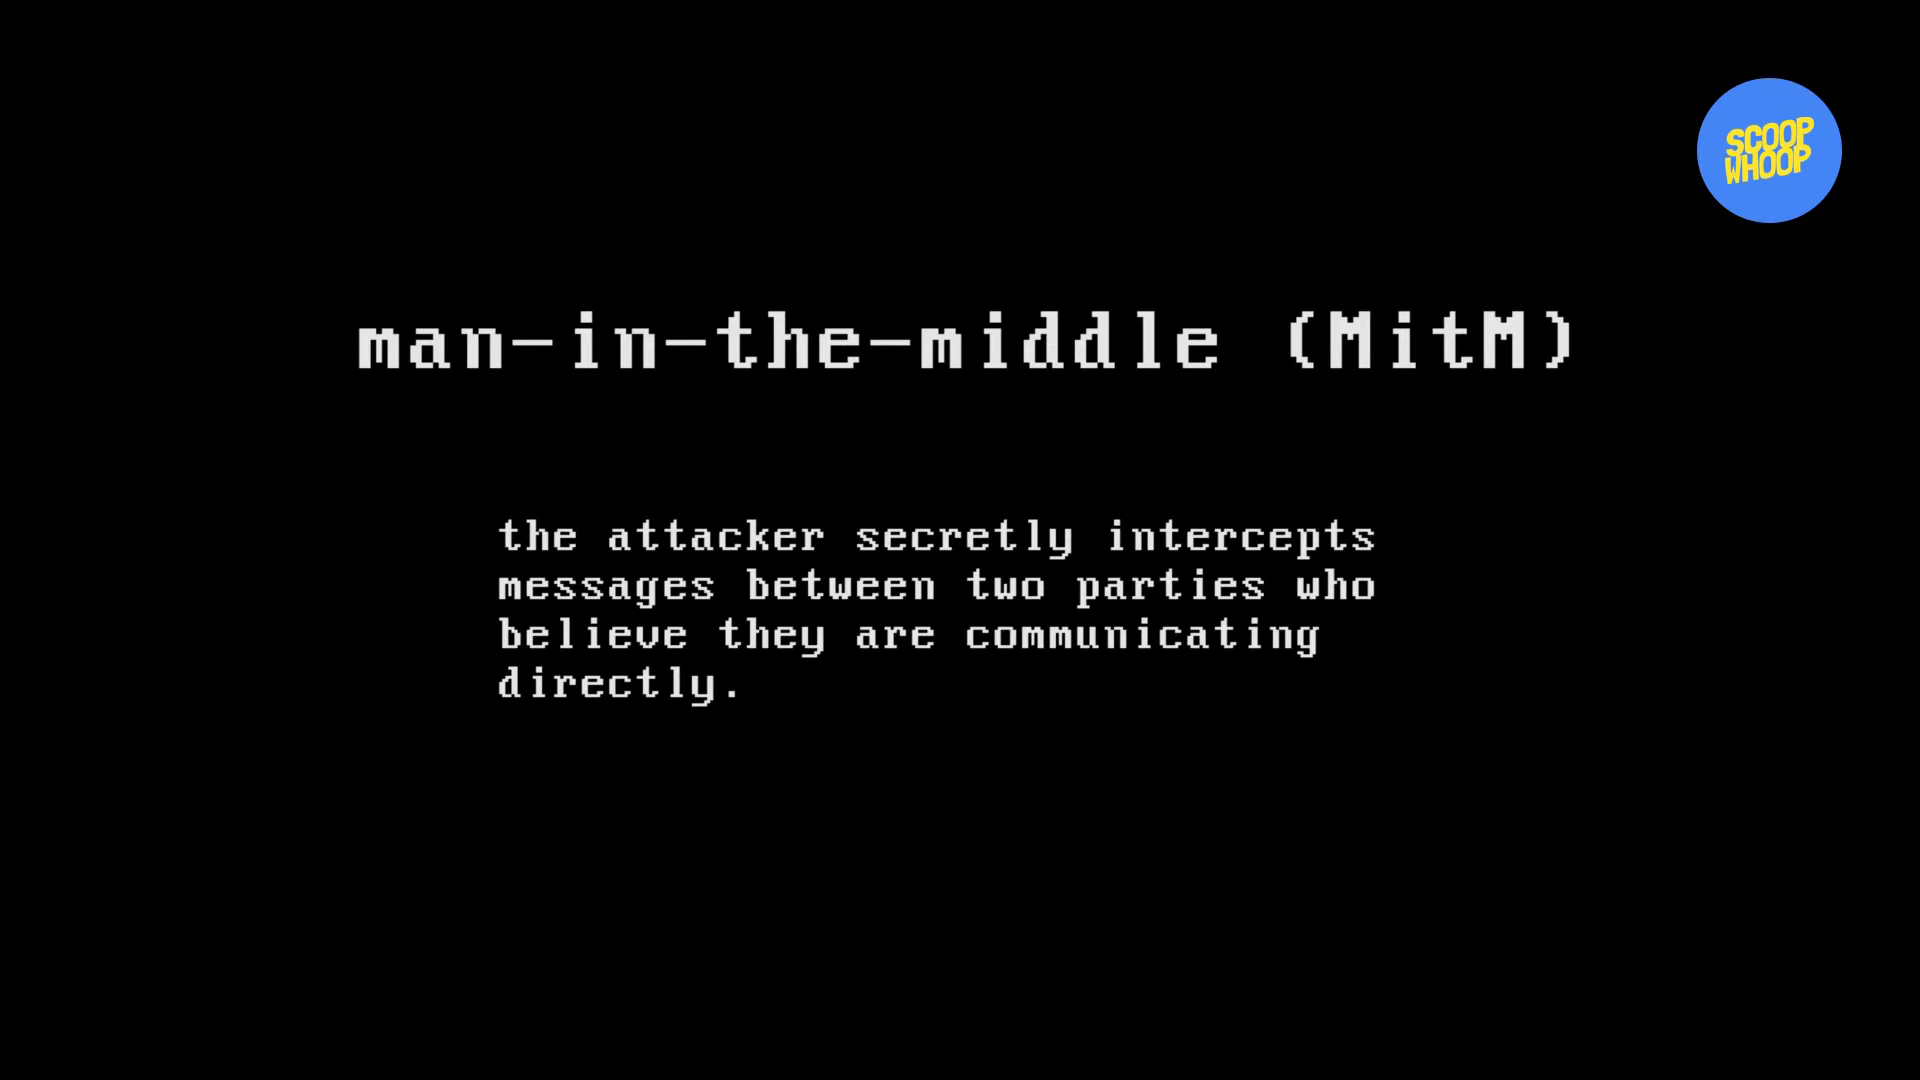 SCOOP
WHOOP
man-in-the-middle (MitM)
the attacker secretly intercepts
messages between two parties who
believe they are communicating
directly.